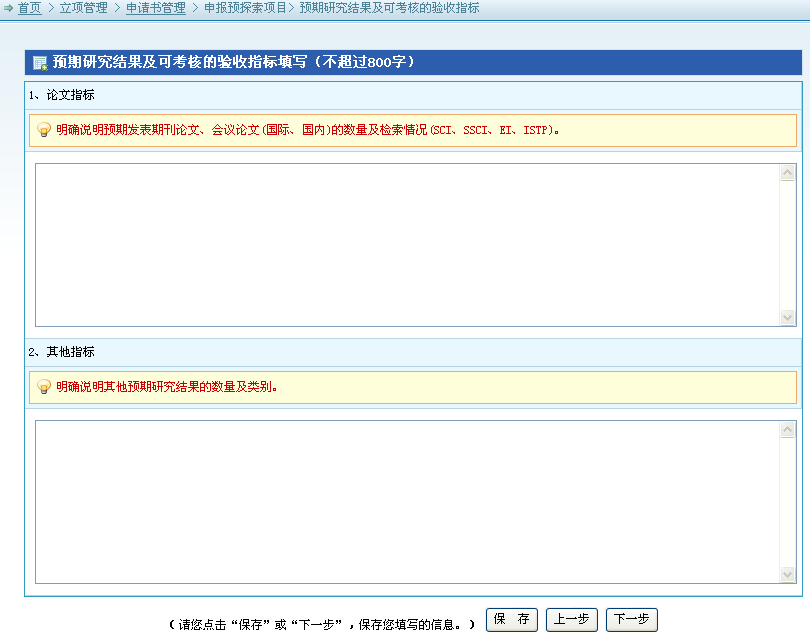 首页 > 立项管理 > 申请书管理 > 申报预探索项目> 预期研究结果及可考核的验收指标
预期研究结果及可考核的验收指标填写（不超过800字）
1、论文指标
明确说明预期发表期刊论文、会议论文(国际、国内)的数量及检索情况(SCI、SSCI、EI、ISTP)。
2、其他指标
明确说明其他预期研究结果的数量及类别。
( 请您点击“保存”或“下一步”,保存您填写的信息。) 保 存 上一步 下一步